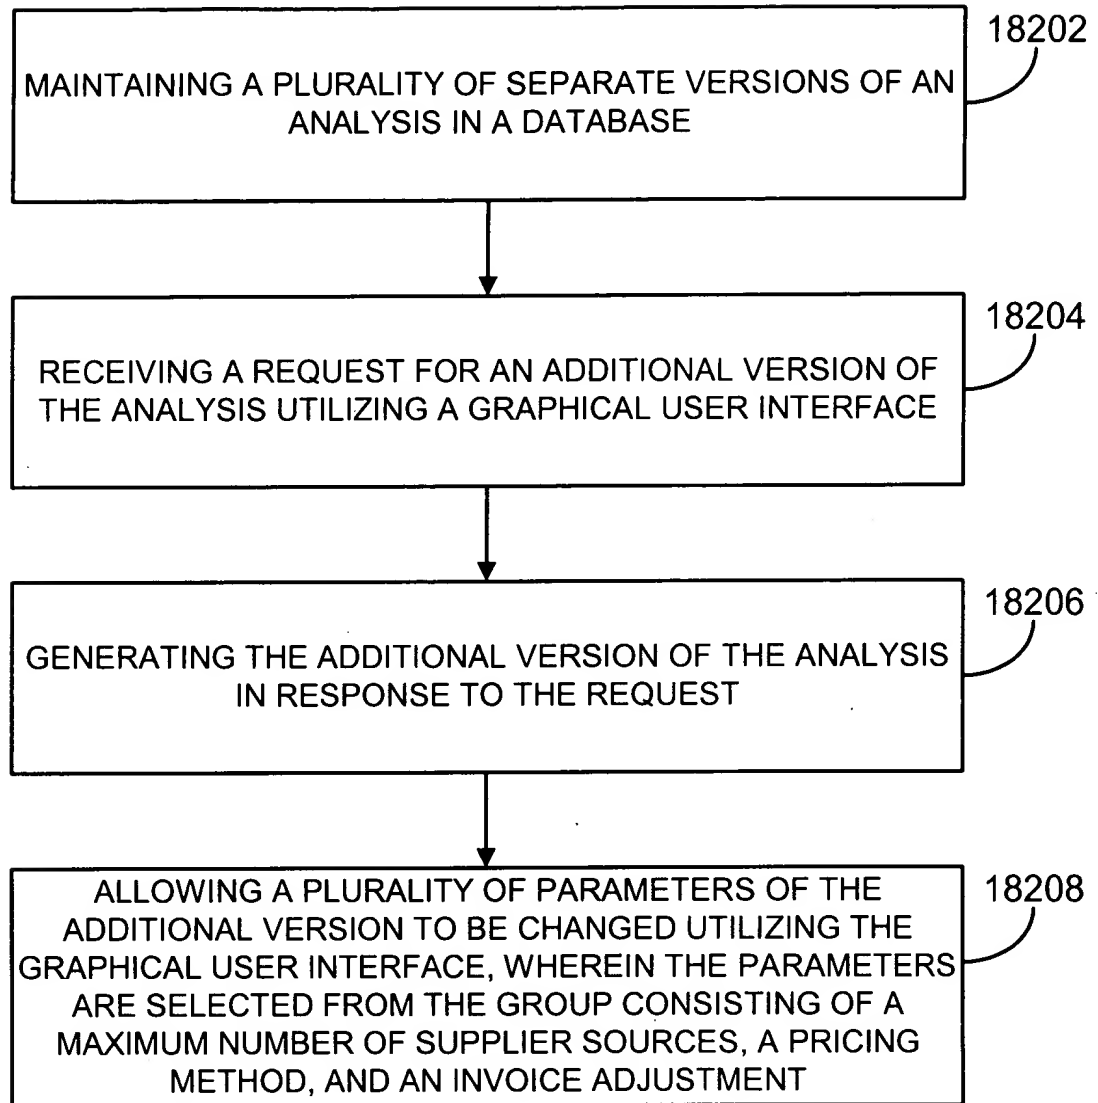 18202
MAINTAINING A PLURALITY OF SEPARATE VERSIONS OF AN
ANALYSIS IN A DATABASE
18204
RECEIVING A REQUEST FOR AN ADDITIONAL VERSION OF
THE ANALYSIS UTILIZING A GRAPHICAL USER INTERFACE
18206
GENERATING THE ADDITIONAL VERSION OF THE ANALYSIS
IN RESPONSE TO THE REQUEST
18208
ALLOWING A PLURALITY OF PARAMETERS OF THE
ADDITIONAL VERSION TO BE CHANGED UTILIZING THE
GRAPHICAL USER INTERFACE, WHEREIN THE PARAMETERS
ARE SELECTED FROM THE GROUP CONSISTING OF A
MAXIMUM NUMBER OF SUPPLIER SOURCES, A PRICING
METHOD, AND AN INVOICE ADJUSTMENT